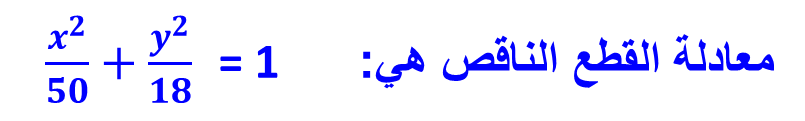 معادلة القطع الناقص هي: x²/50 + y²/18 = 1